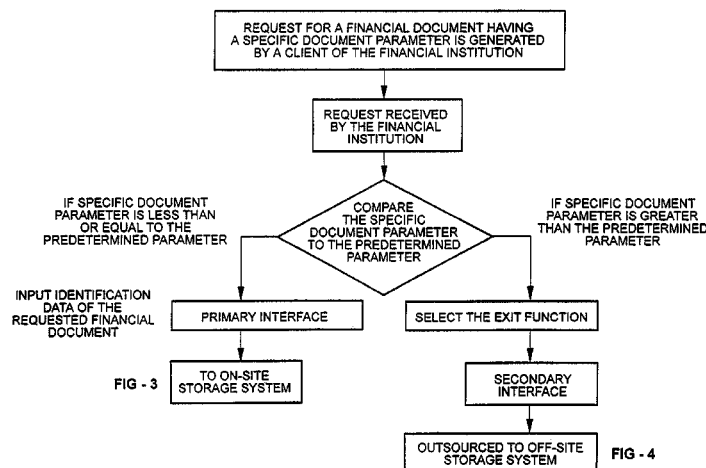 REQUEST FOR A FINANCIAL DOCUMENT HAVING
A SPECIFIC DOCUMENT PARAMETER IS GENERATED
BY A CLIENT OF THE FINANCIAL INSTITUTION
REQUEST RECEIVED
BY THE FINANCIAL
INSTITUTION
IF SPECIFIC DOCUMENT
PARAMETER IS LESS THAN
OR EQUAL TO THE
PREDETERMINED PARAMETER
COMPARE
THE SPECIFIC
DOCUMENT PARAMETER
TO THE PREDETERMINED
PARAMETER
IF SPECIFIC DOCUMENT
PARAMETER IS GREATER
THAN THE PREDETERMINED
PARAMETER
INPUT IDENTIFICATION
DATA OF THE
REQUESTED FINANCIAL
DOCUMENT
PRIMARY INTERFACE
SELECT THE EXIT FUNCTION
FIG - 3
TO ON-SITE
STORAGE SYSTEM
SECONDARY
INTERFACE
OUTSOURCED TO OFF-SITE
STORAGE SYSTEM
FIG - 4